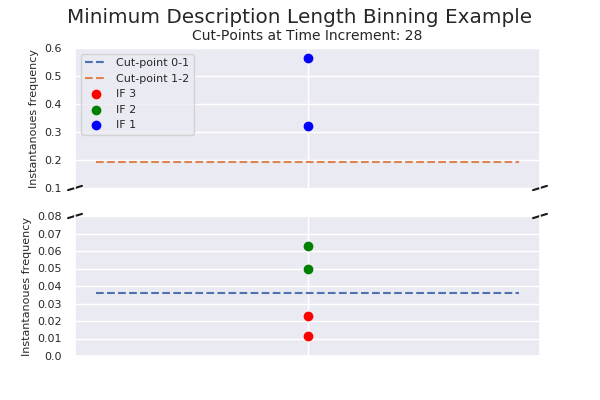 Minimum Description Length Binning Example
Cut-Points at Time Increment: 28
Instantanoues frequency
0.6
0.5
0.4
0.3
0.2
0.1
Cut-point 0-1
Cut-point 1-2
IF 3
IF 2
IF 1
Instantanoues frequency
0.08
0.07
0.06
0.05
0.04
0.03
0.02
0.01
0.0